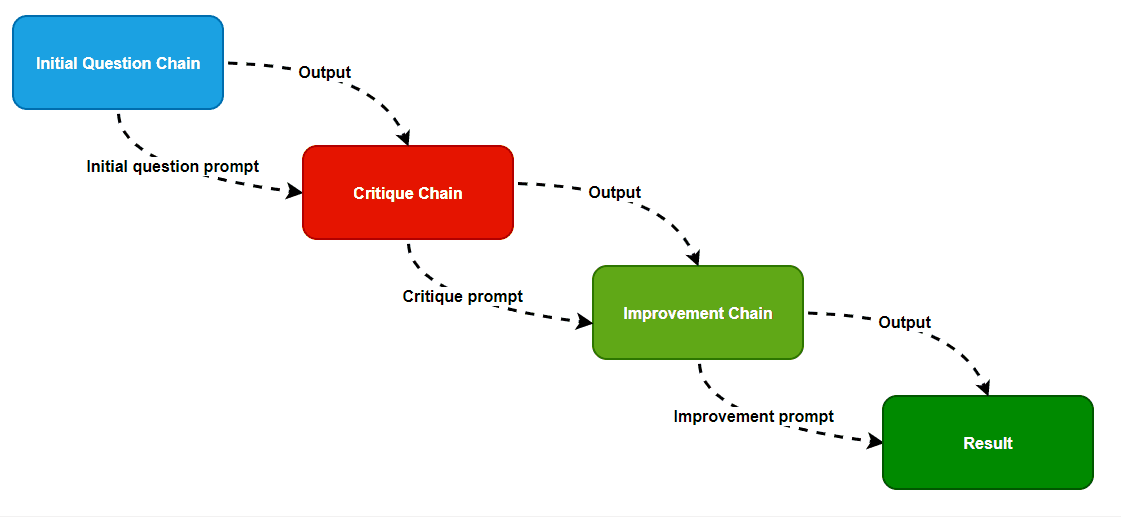 Initial Question Chain
Output
Initial question prompt
Critique Chain
Output
Critique prompt
Improvement Chain
Output
Improvement prompt
Result